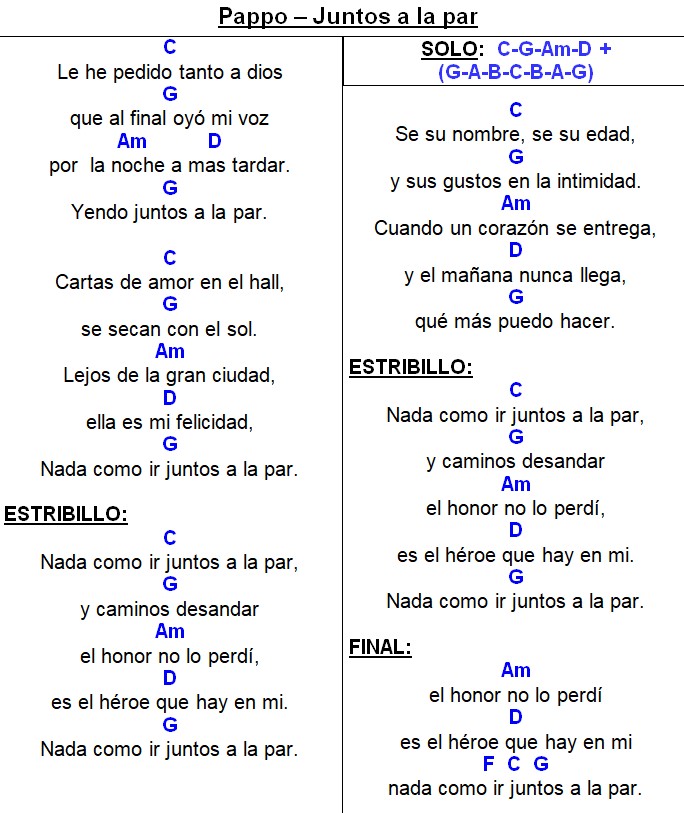 Pappo – Juntos a la par
C
Le he pedido tanto a dios
G
que al final oyó mi voz
Am D
por la noche a mas tardar.
G
Yendo juntos a la par.
C
Cartas de amor en el hall,
G
se secan con el sol.
Am
Lejos de la gran ciudad,
D
ella es mi felicidad,
G
Nada como ir juntos a la par.
ESTRIBILLO:
C
Nada como ir juntos a la par,
G
y caminos desandar
Am
el honor no lo perdí,
D
es el héroe que hay en mi.
G
Nada como ir juntos a la par.
SOLO: C-G-Am-D +
(G-A-B-C-B-A-G)
C
Se su nombre, se su edad,
G
y sus gustos en la intimidad.
Am
Cuando un corazón se entrega,
D
y el mañana nunca llega,
G
qué más puedo hacer.
ESTRIBILLO:
C
Nada como ir juntos a la par,
G
y caminos desandar
Am
el honor no lo perdí,
D
es el héroe que hay en mi.
G
Nada como ir juntos a la par.
FINAL:
Am
el honor no lo perdí
D
es el héroe que hay en mi
F C G
nada como ir juntos a la par.